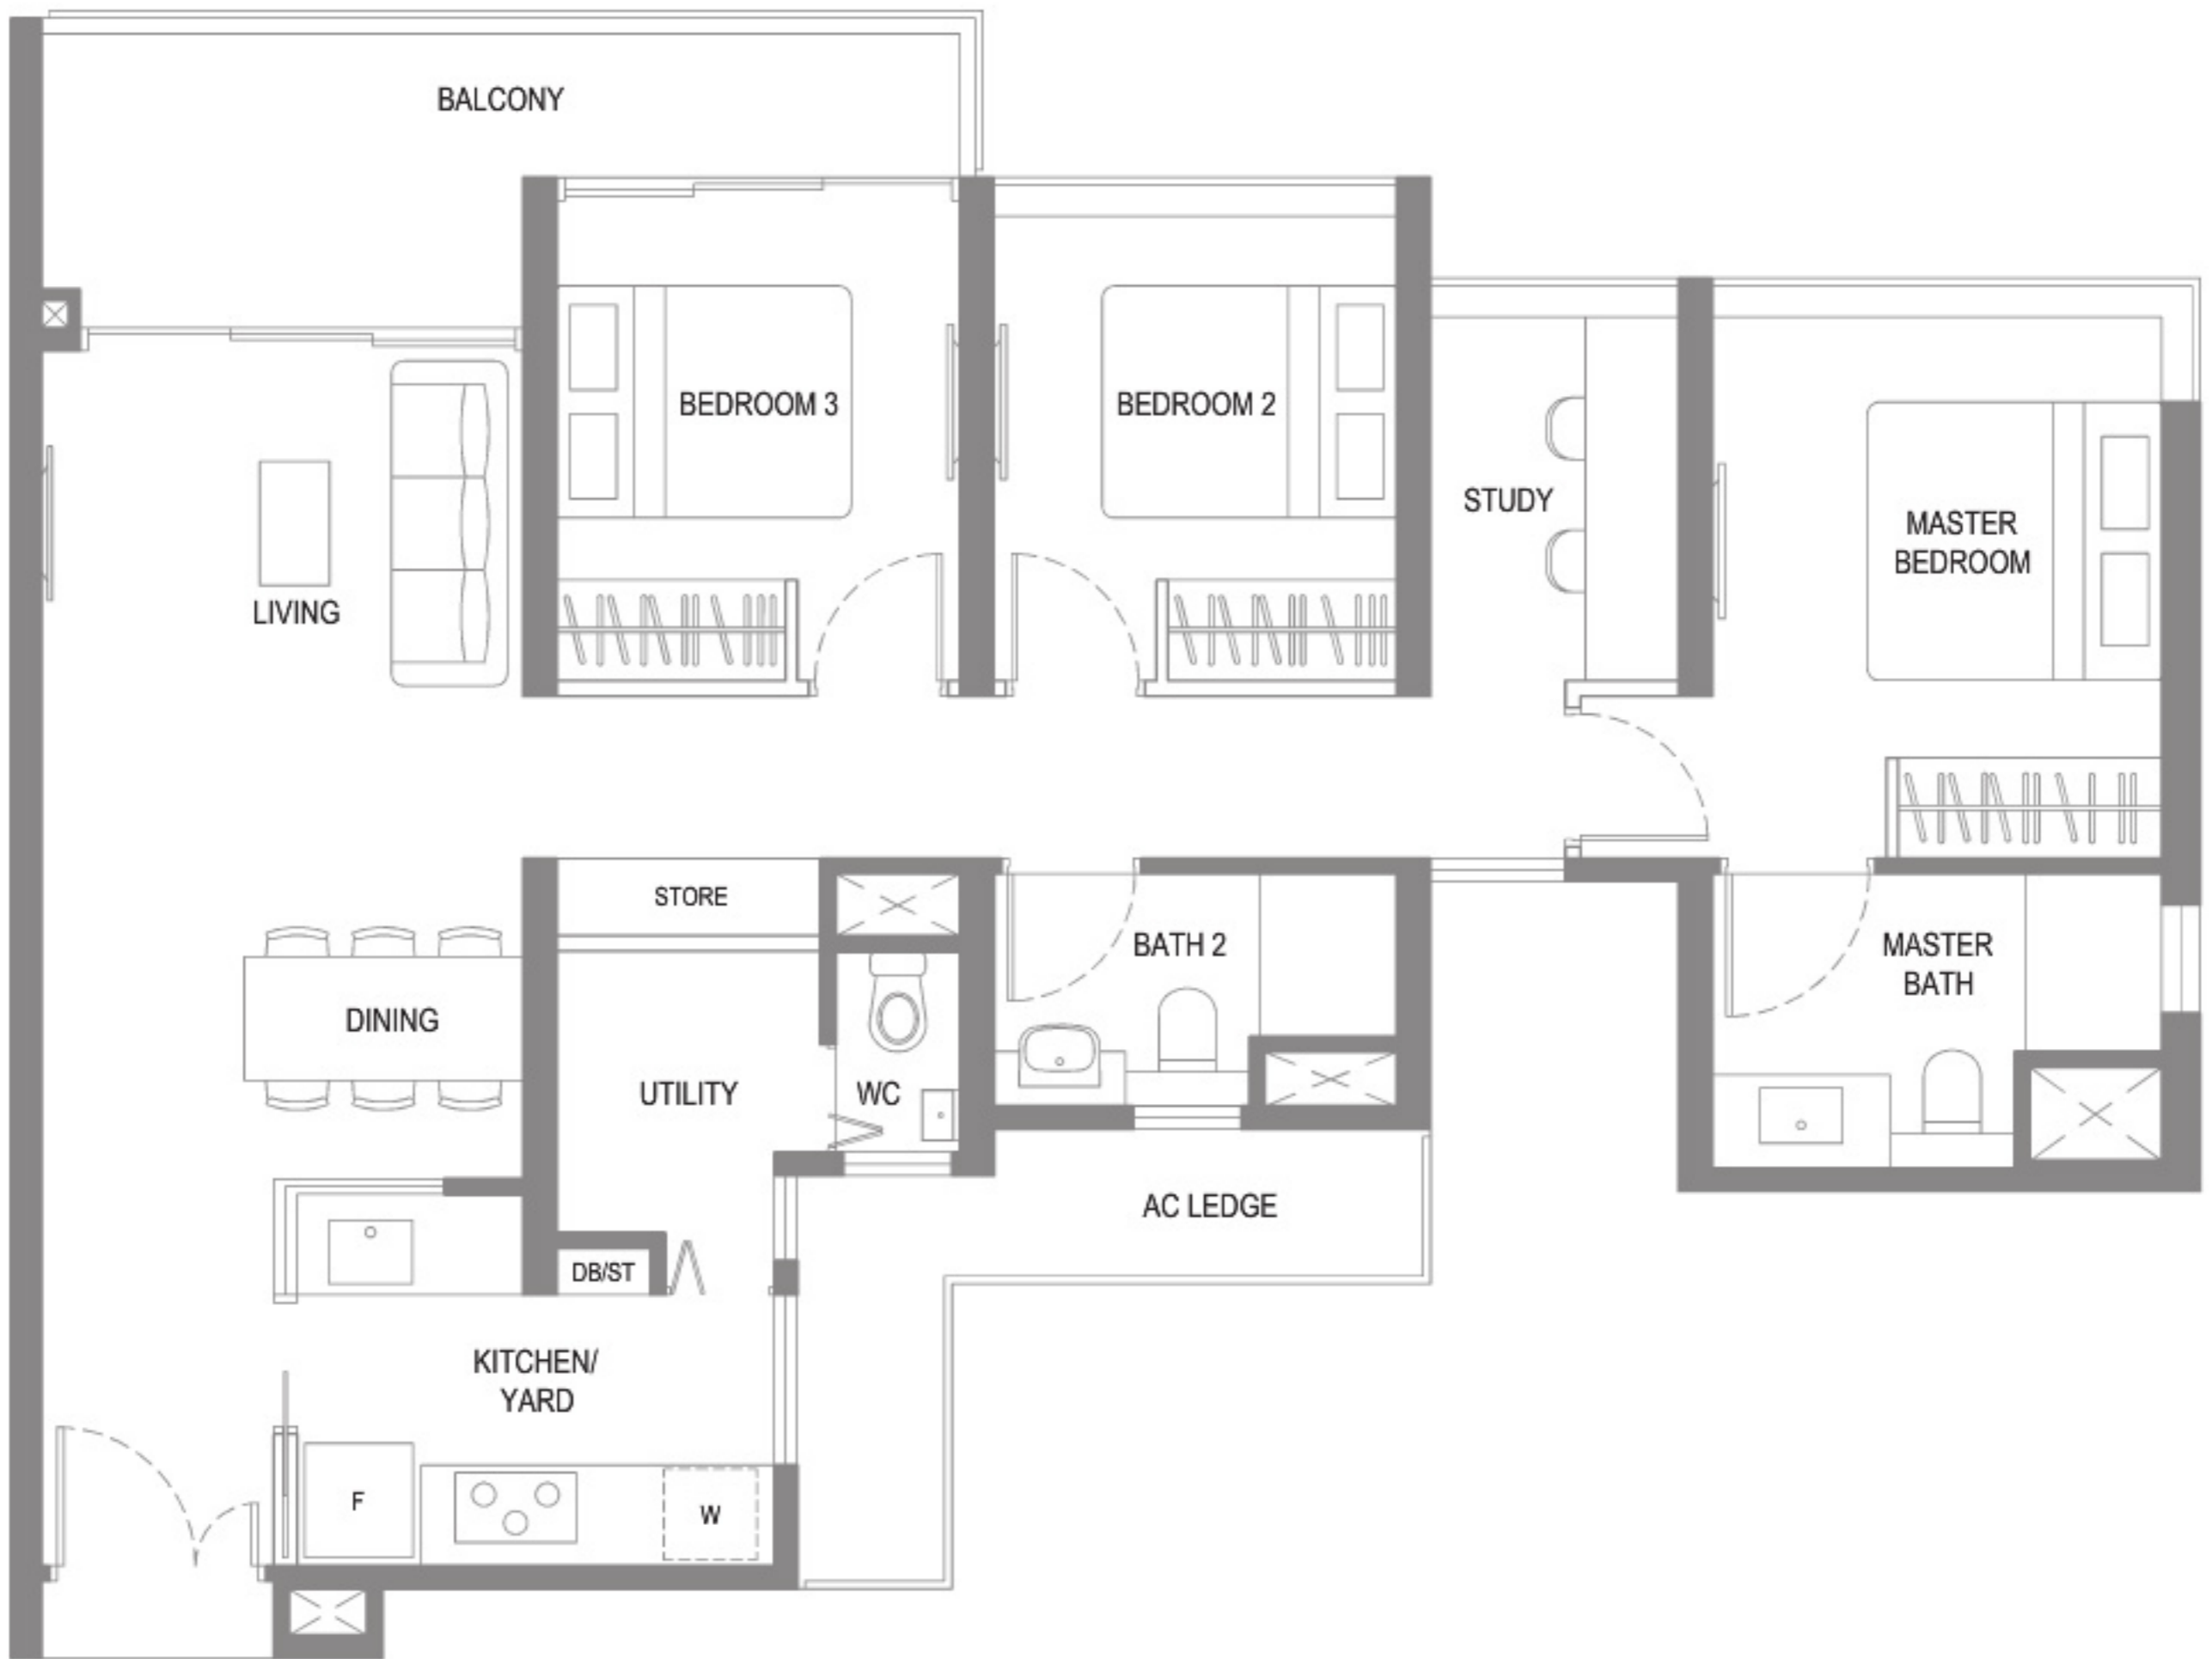 BALCONY
BEDROOM 3
BEDROOM 2
STUDY
MASTER
BEDROOM
LIVING
STORE
BATH 2
MASTER
BATH
DINING
UTILITY
WC
AC LEDGE
DB/ST
KITCHEN/
YARD
F
W